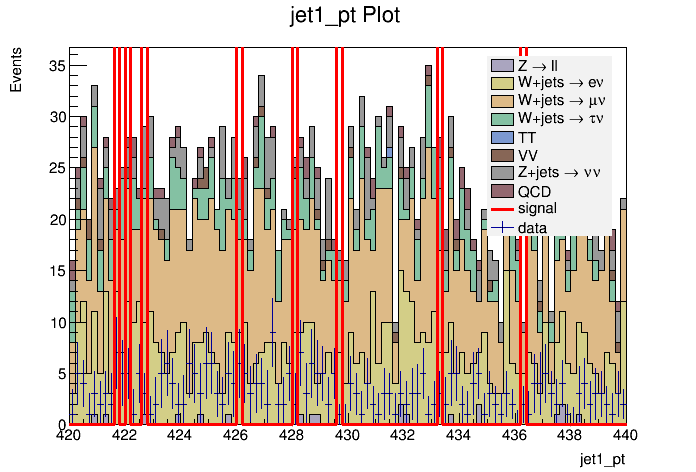 jet1_pt Plot
Events
35
30
25
20
15
10
5
0
Z → ll
W+jets → eν
W+jets → μν
W+jets → τν
TT
VV
Z+jets → νν
QCD
signal
data
420 422 424 426 428 430 432 434 436 438 440
jet1_pt